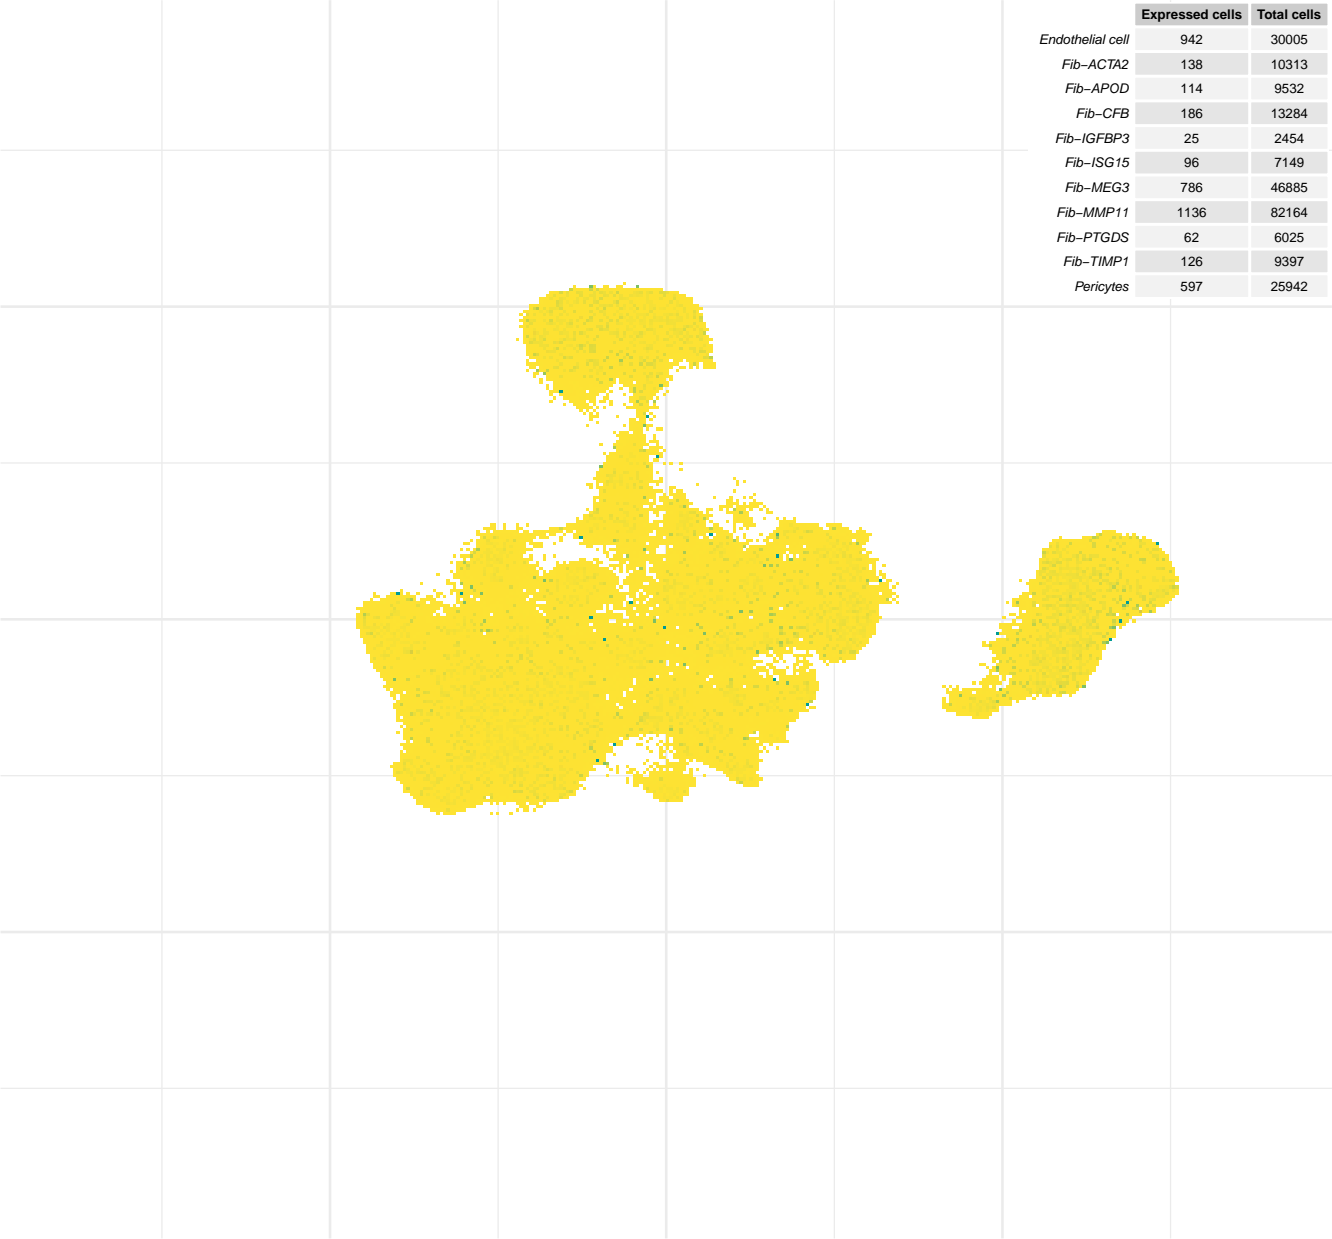 Expressed cells Total cells
Endothelial cell 942 30005
Fib−ACTA2 138 10313
Fib−APOD 114 9532
Fib−CFB 186 13284
Fib−IGFBP3 25 2454
Fib−ISG15 96 7149
Fib−MEG3 786 46885
Fib−MMP11 1136 82164
Fib−PTGDS 62 6025
Fib−TIMP1 126 9397
Pericytes 597 25942